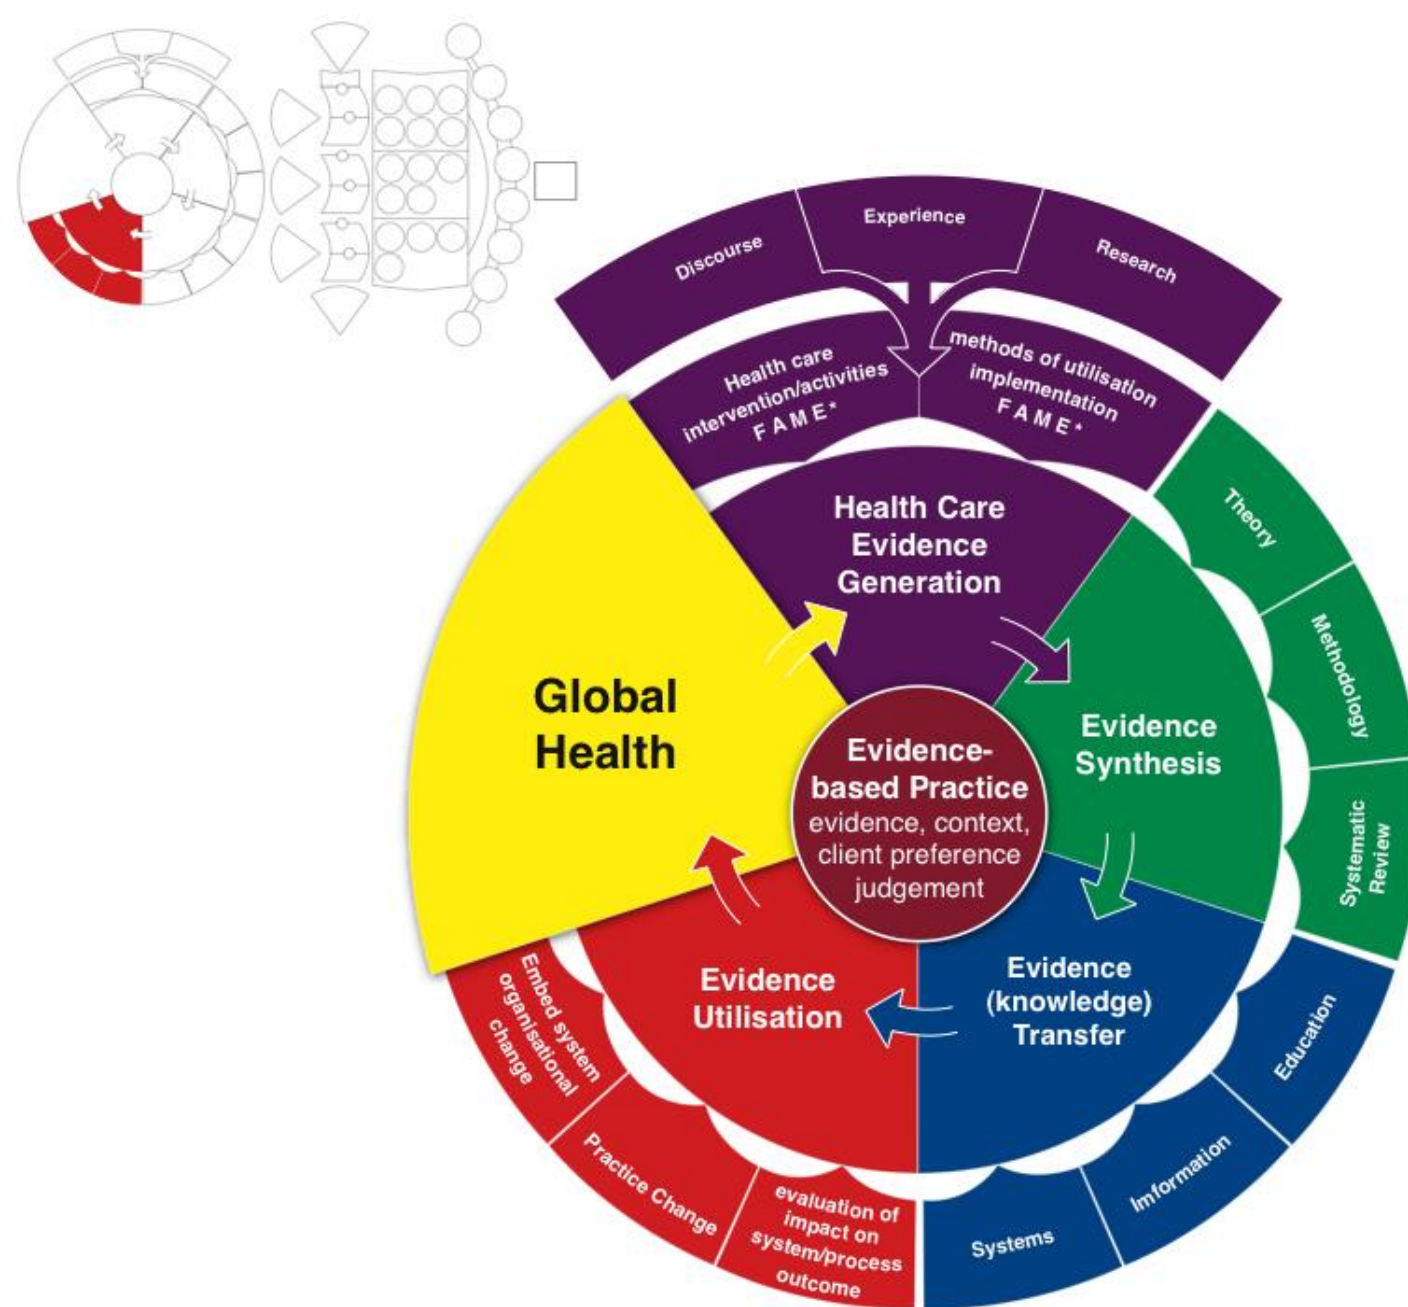 Discourse
Experience
Research
Health care
intervention/activities
F A M E*
methods of utilisation
implementation
F A M E*
Health Care
Evidence
Generation
Theory
Methodology
Systematic
Review
Evidence
Synthesis
Global
Health
Evidence-
based Practice
evidence, context,
client preference
judgement
Evidence
(knowledge)
Transfer
Education
Imformation
Systems
Evidence
Utilisation
Embed system
organisational
change
Practice Change
evaluation of
impact on
system/process
outcome